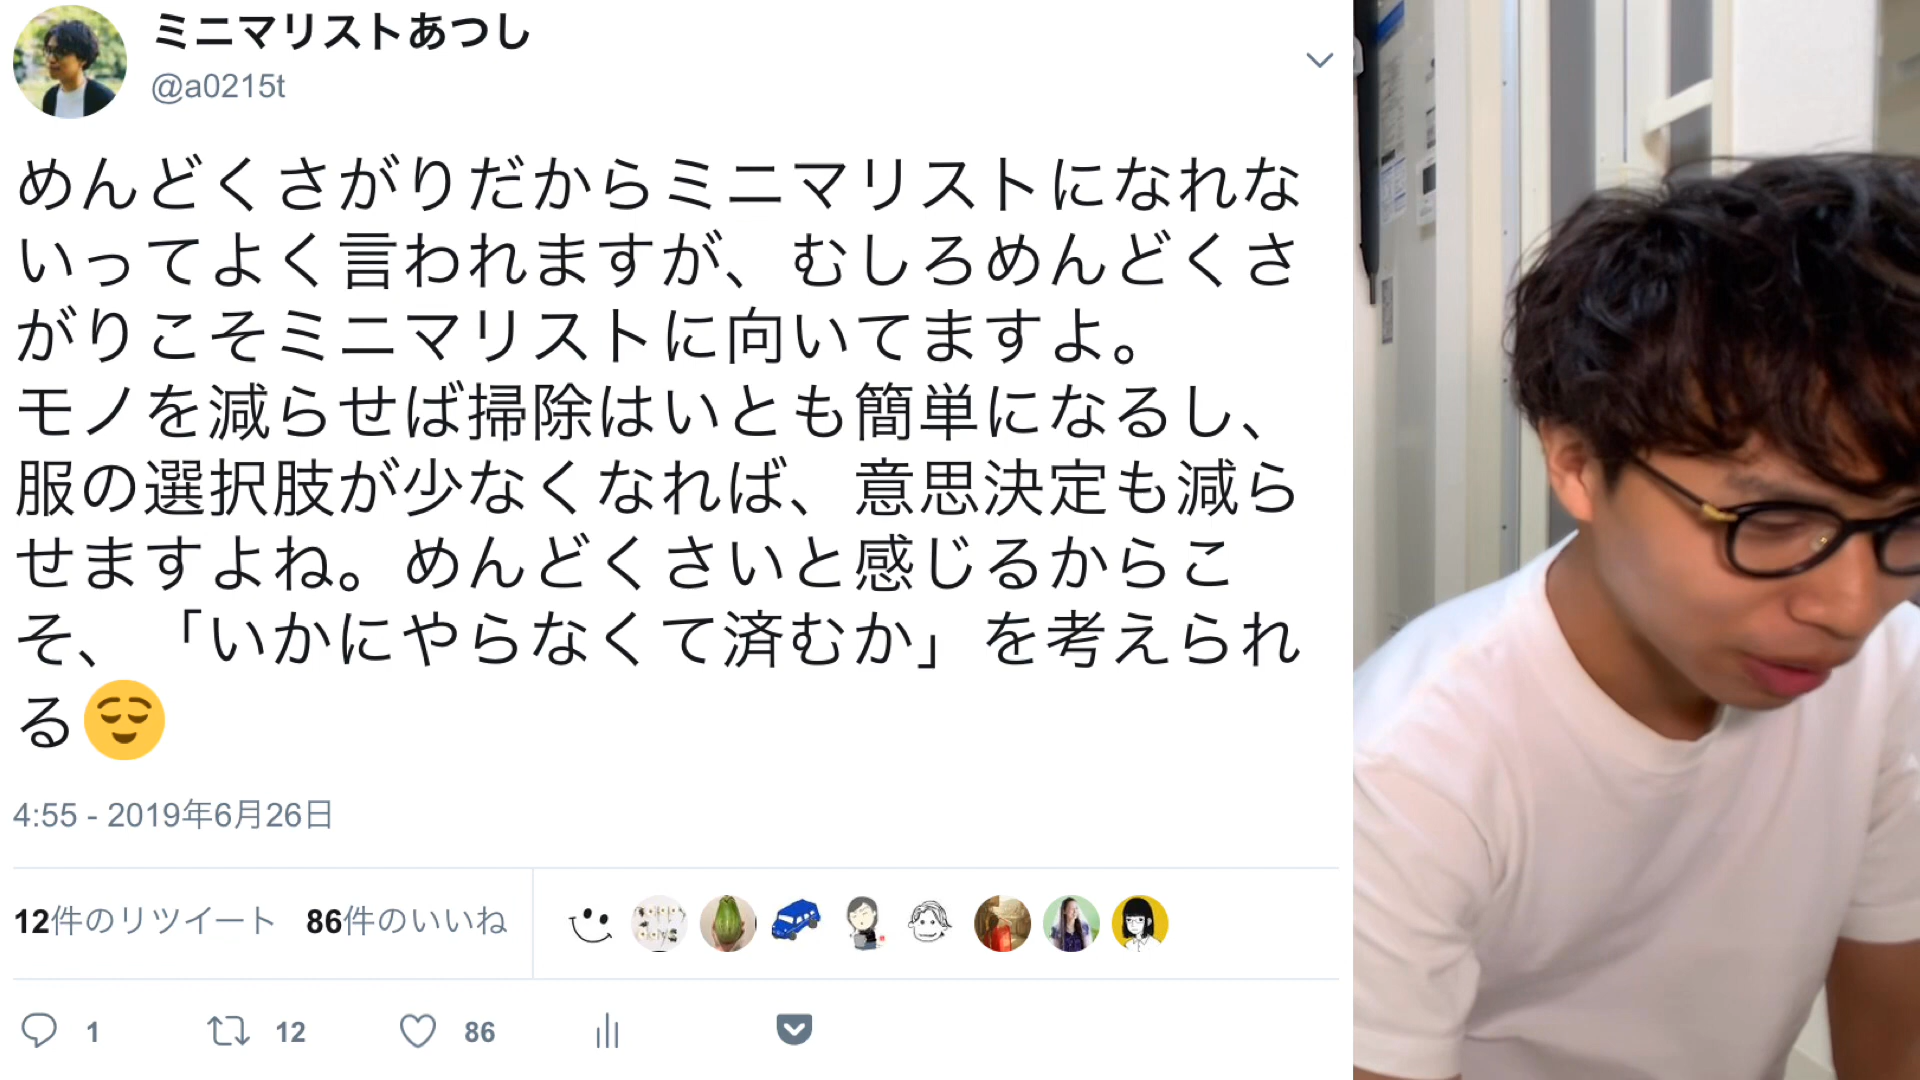 ミニマリストあつし
@a0215t
めんどくさがりだからミニマリストになれな
いってよく言われますが、むしろめんどくさ
がりこそミニマリストに向いてますよ。
モノを減らせば掃除はいとも簡単になるし、
服の選択肢が少なくなれば、意思決定も減ら
せますよね。めんどくさいと感じるからこ
そ、「いかにやらなくて済むか」を考えられ
る😌
4:55 - 2019年6月26日
12件のリツイート 86件のいいね
1 12 86